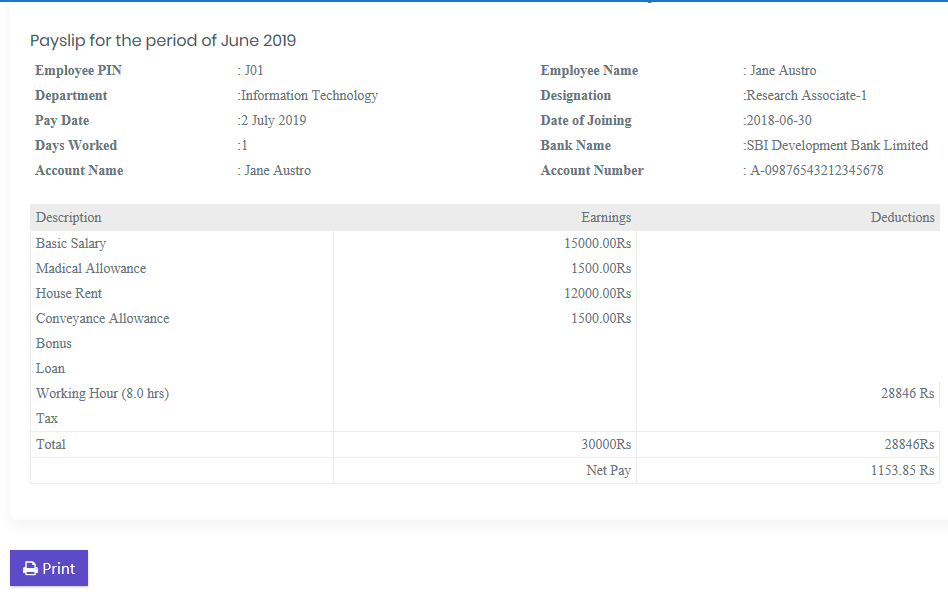 Payslip for the period of June 2019
Employee PIN : J01 Employee Name : Jane Austro
Department :Information Technology Designation :Research Associate-1
Pay Date :2 July 2019 Date of Joining :2018-06-30
Days Worked :1 Bank Name :SBI Development Bank Limited
Account Name : Jane Austro Account Number : A-09876543212345678
Description Earnings Deductions
Basic Salary 15000.00Rs
Madical Allowance 1500.00Rs
House Rent 12000.00Rs
Conveyance Allowance 1500.00Rs
Bonus
Loan
Working Hour (8.0 hrs) 28846 Rs
Tax
Total 30000Rs 28846Rs
Net Pay 1153.85 Rs
Print